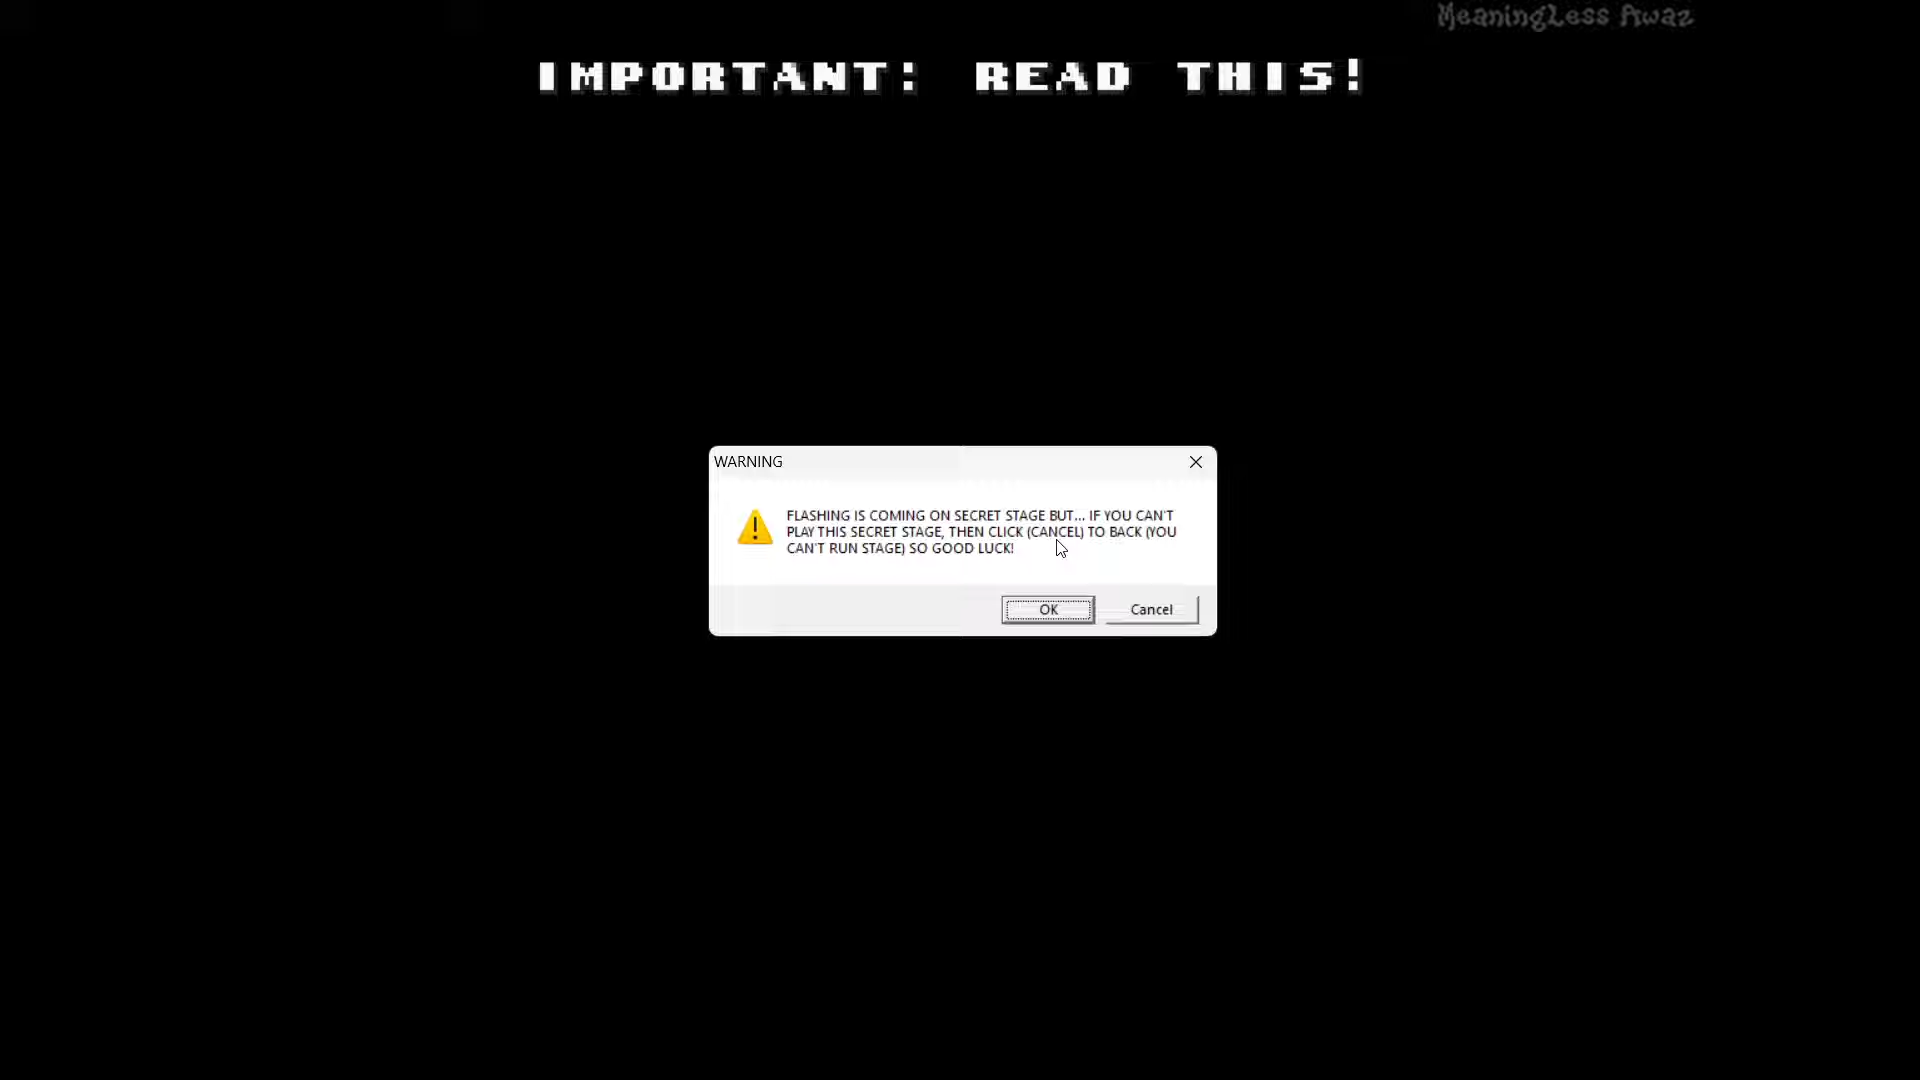 MeaningLess Awaz
IMPORTANT: READ THIS!
WARNING
FLASHING IS COMING ON SECRET STAGE BUT... IF YOU CAN'T
PLAY THIS SECRET STAGE, THEN CLICK (CANCEL) TO BACK (YOU
CAN'T RUN STAGE) SO GOOD LUCK!
OK Cancel